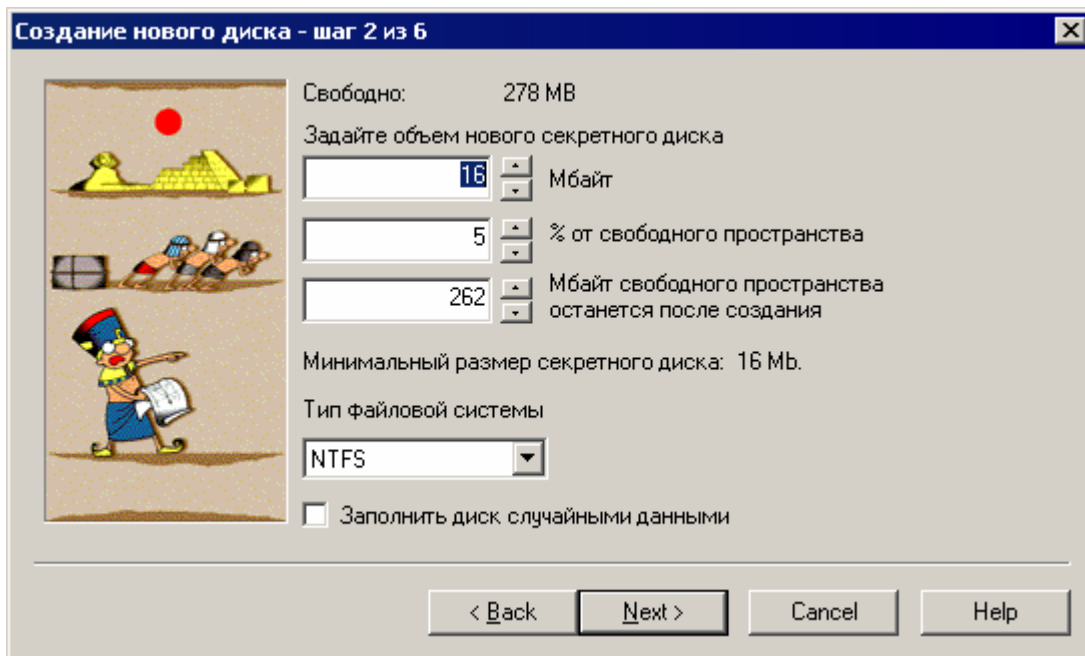 Создание нового диска - шаг 2 из 6
Свободно: 278 MB
Задайте объем нового секретного диска
16 Мбайт
5 % от свободного пространства
262 Мбайт свободного пространства
останется после создания
Минимальный размер секретного диска: 16 Mb.
Тип файловой системы
NTFS
Заполнить диск случайными данными
< Back Next > Cancel Help